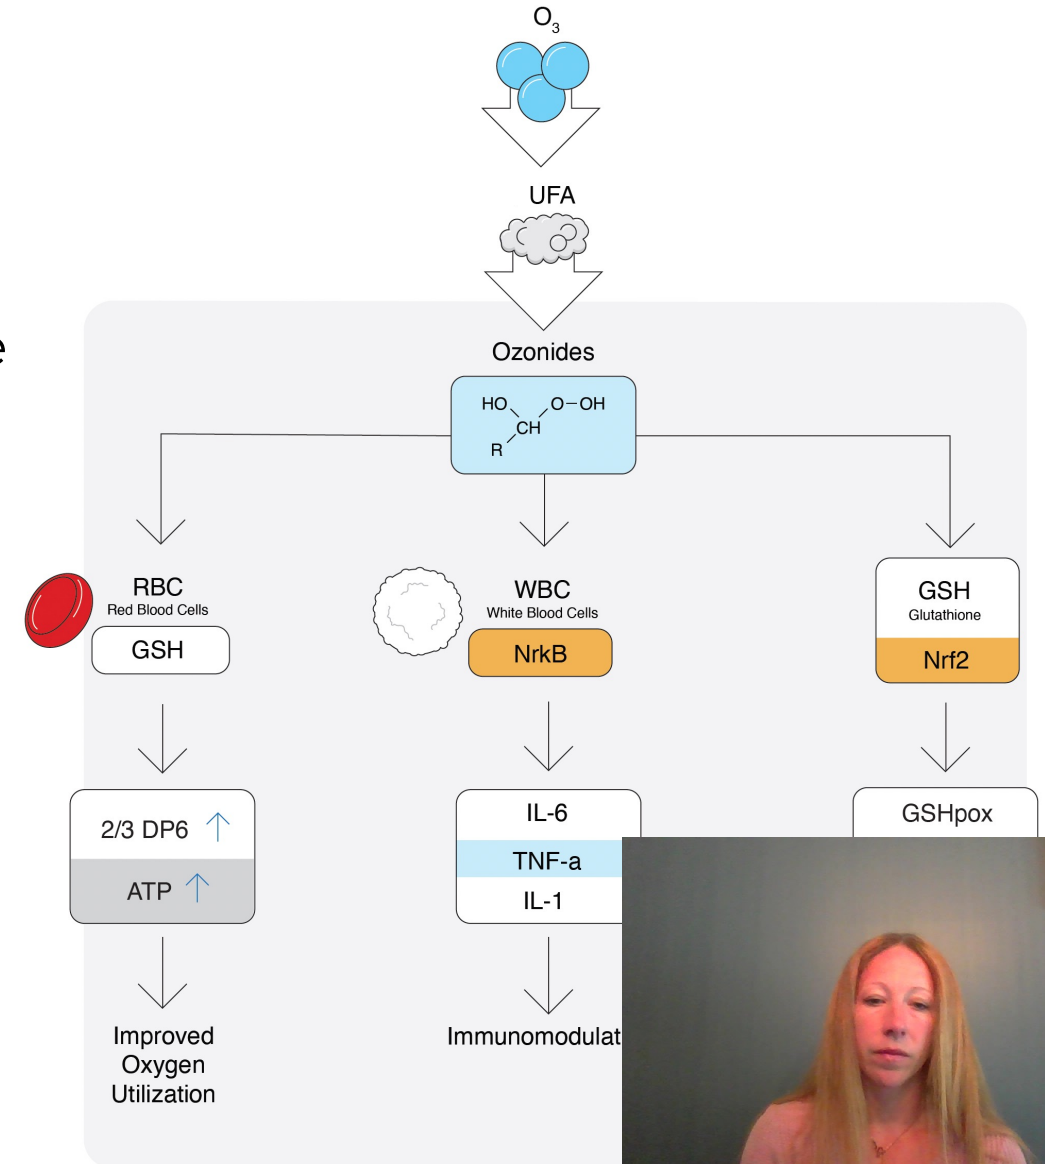 O3
UFA
e
Ozonides
HO
O–OH
CH
R
RBC
Red Blood Cells
GSH
WBC
White Blood Cells
NrkB
GSH
Glutathione
Nrf2
2/3 DP6 ↑
ATP ↑
IL-6
TNF-a
IL-1
GSHpox
Improved
Oxygen
Utilization
Immunomodulat